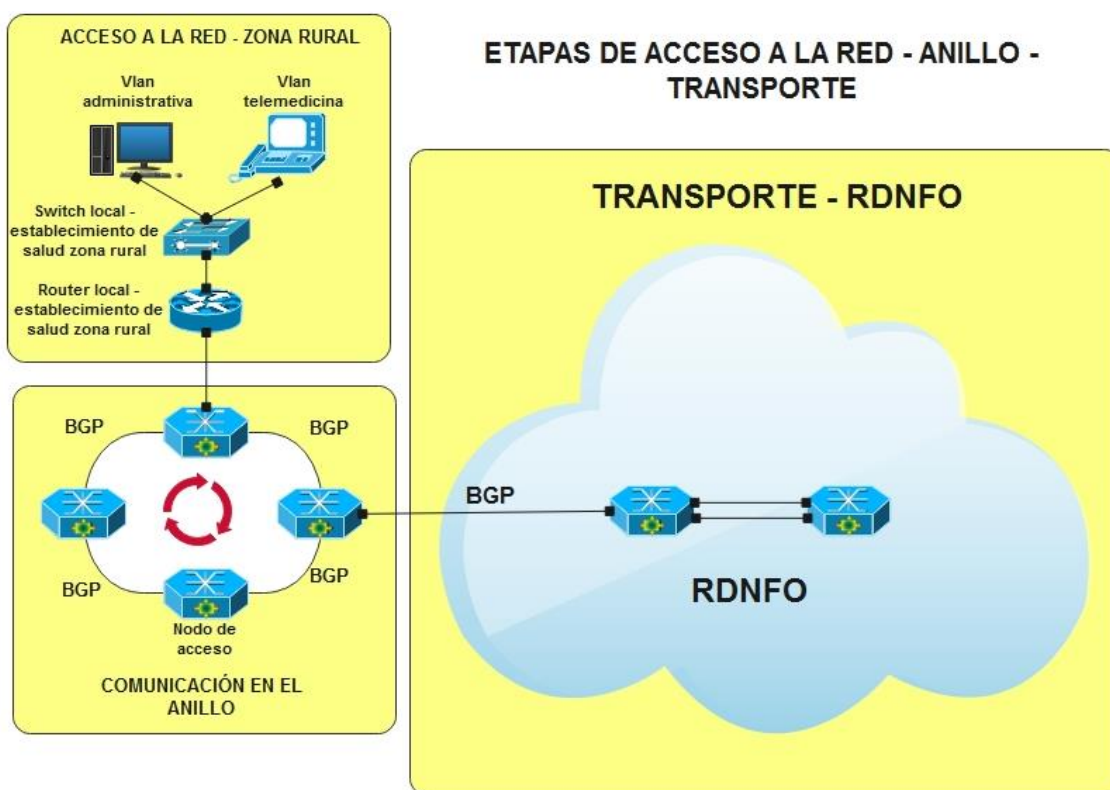 ACCESO A LA RED - ZONA RURAL
Vlan
administrativa
Vlan
telemedicina
Switch local -
establecimiento de
salud zona rural
Router local -
establecimiento de
salud zona rural
ETAPAS DE ACCESO A LA RED - ANILLO -
TRANSPORTE
TRANSPORTE - RDNFO
BGP
BGP
BGP
BGP
Nodo de
acceso
COMUNICACIÓN EN EL
ANILLO
BGP
RDNFO